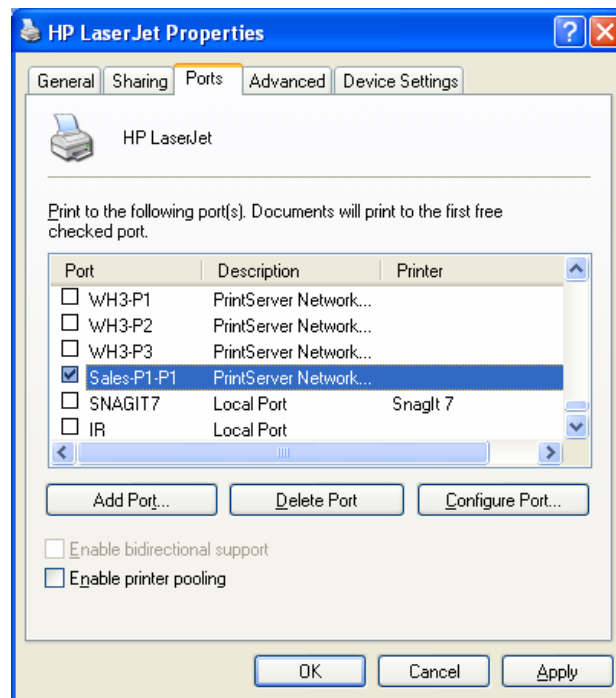 HP LaserJet Properties
General Sharing Ports Advanced Device Settings
HP LaserJet
Print to the following port(s). Documents will print to the first free
checked port.
Port Description Printer
WH3-P1 PrintServer Network...
WH3-P2 PrintServer Network...
WH3-P3 PrintServer Network...
Sales-P1-P1 PrintServer Network...
SNAGIT7 Local Port SnagIt 7
IR Local Port
Add Port... Delete Port Configure Port...
Enable bidirectional support
Enable printer pooling
OK Cancel Apply